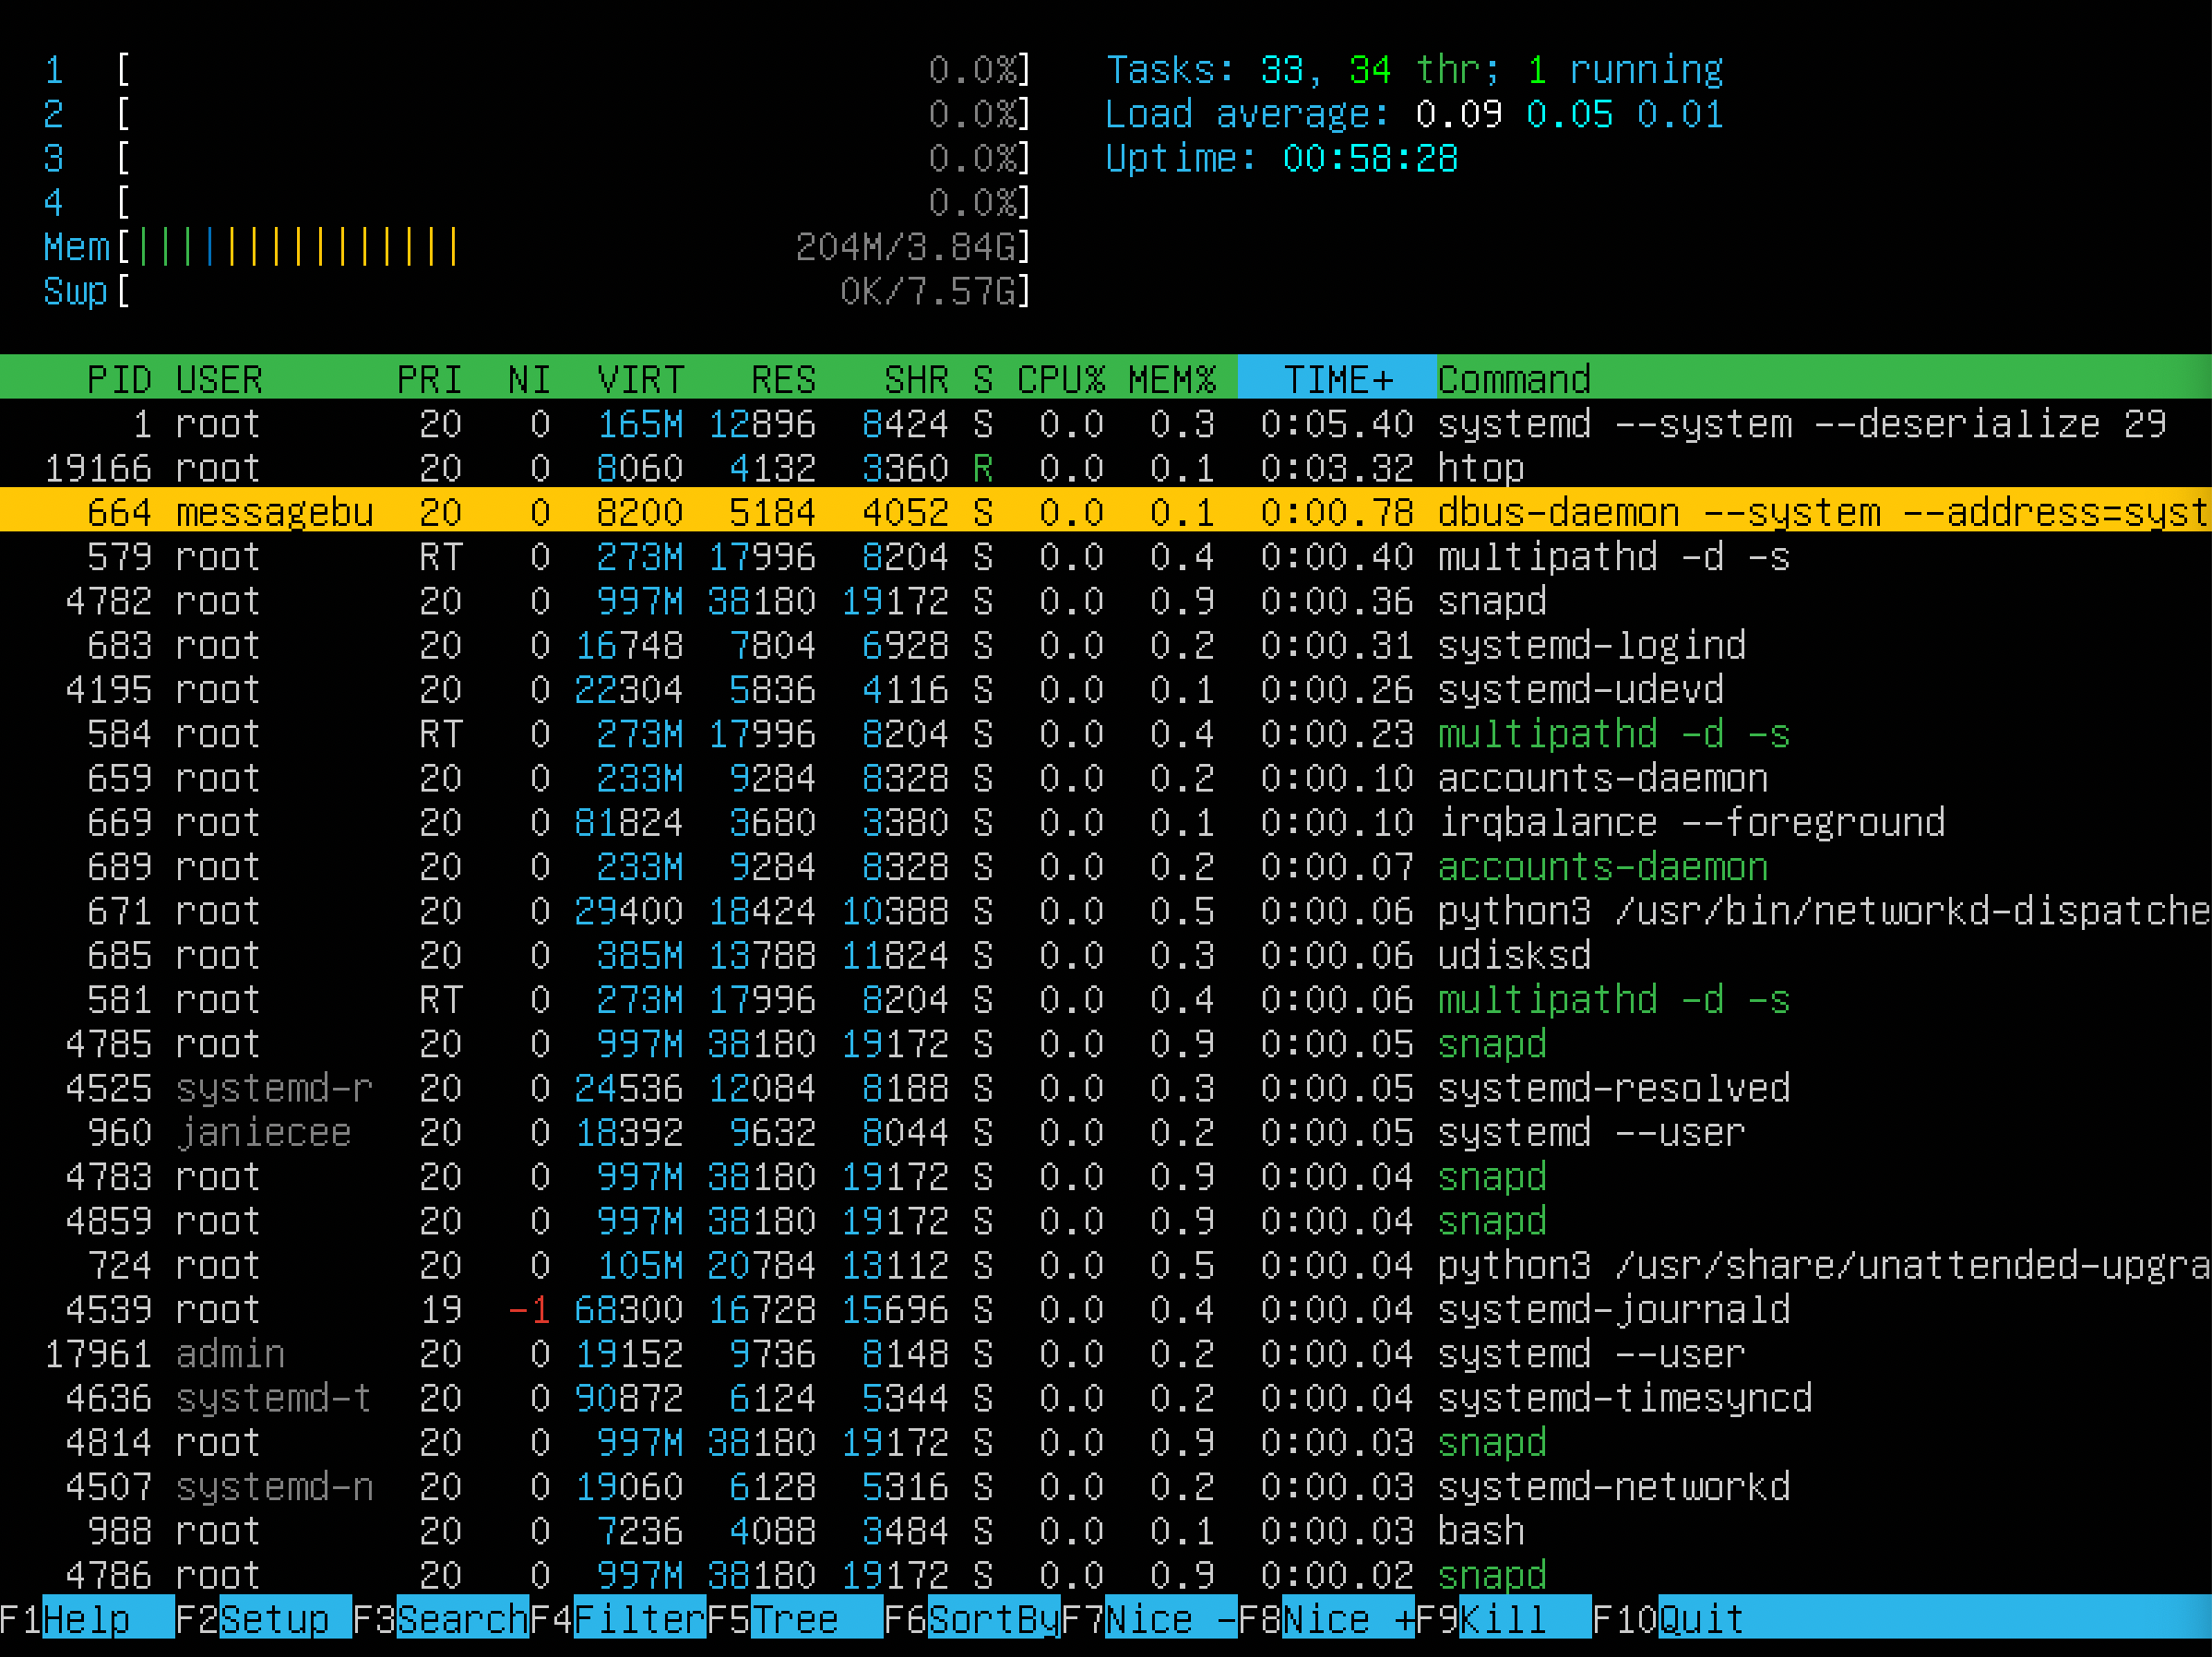 1 [ 0.0%] Tasks: 33, 34 thr; 1 running
2 [ 0.0%] Load average: 0.09 0.05 0.01
3 [ 0.0%] Uptime: 00:58:28
4 [ 0.0%]
Mem[||||||||||||||| 204M/3.84G]
Swp[ 0K/7.57G]
PID USER PRI NI VIRT RES SHR S CPU% MEM% TIME+ Command
1 root 20 0 165M 12896 8424 S 0.0 0.3 0:05.40 systemd --system --deserialize 29
19166 root 20 0 8060 4132 3360 R 0.0 0.1 0:03.32 htop
664 messagebu 20 0 8200 5184 4052 S 0.0 0.1 0:00.78 dbus-daemon --system --address=syst
579 root RT 0 273M 17996 8204 S 0.0 0.4 0:00.40 multipathd -d -s
4782 root 20 0 997M 38180 19172 S 0.0 0.9 0:00.36 snapd
683 root 20 0 16748 7804 6928 S 0.0 0.2 0:00.31 systemd-logind
4195 root 20 0 22304 5836 4116 S 0.0 0.1 0:00.26 systemd-udevd
584 root RT 0 273M 17996 8204 S 0.0 0.4 0:00.23 multipathd -d -s
659 root 20 0 233M 9284 8328 S 0.0 0.2 0:00.10 accounts-daemon
669 root 20 0 81824 3680 3380 S 0.0 0.1 0:00.10 irqbalance --foreground
689 root 20 0 233M 9284 8328 S 0.0 0.2 0:00.07 accounts-daemon
671 root 20 0 29400 18424 10388 S 0.0 0.5 0:00.06 python3 /usr/bin/networkd-dispatche
685 root 20 0 385M 13788 11824 S 0.0 0.3 0:00.06 udisksd
581 root RT 0 273M 17996 8204 S 0.0 0.4 0:00.06 multipathd -d -s
4785 root 20 0 997M 38180 19172 S 0.0 0.9 0:00.05 snapd
4525 systemd-r 20 0 24536 12084 8188 S 0.0 0.3 0:00.05 systemd-resolved
960 janiecee 20 0 18392 9632 8044 S 0.0 0.2 0:00.05 systemd --user
4783 root 20 0 997M 38180 19172 S 0.0 0.9 0:00.04 snapd
4859 root 20 0 997M 38180 19172 S 0.0 0.9 0:00.04 snapd
724 root 20 0 105M 20784 13112 S 0.0 0.5 0:00.04 python3 /usr/share/unattended-upgra
4539 root 19 -1 68300 16728 15696 S 0.0 0.4 0:00.04 systemd-journald
17961 admin 20 0 19152 9736 8148 S 0.0 0.2 0:00.04 systemd --user
4636 systemd-t 20 0 90872 6124 5344 S 0.0 0.2 0:00.04 systemd-timesyncd
4814 root 20 0 997M 38180 19172 S 0.0 0.9 0:00.03 snapd
4507 systemd-n 20 0 19060 6128 5316 S 0.0 0.2 0:00.03 systemd-networkd
988 root 20 0 7236 4088 3484 S 0.0 0.1 0:00.03 bash
4786 root 20 0 997M 38180 19172 S 0.0 0.9 0:00.02 snapd
F1Help F2Setup F3SearchF4FilterF5Tree F6SortByF7Nice -F8Nice +F9Kill F10Quit